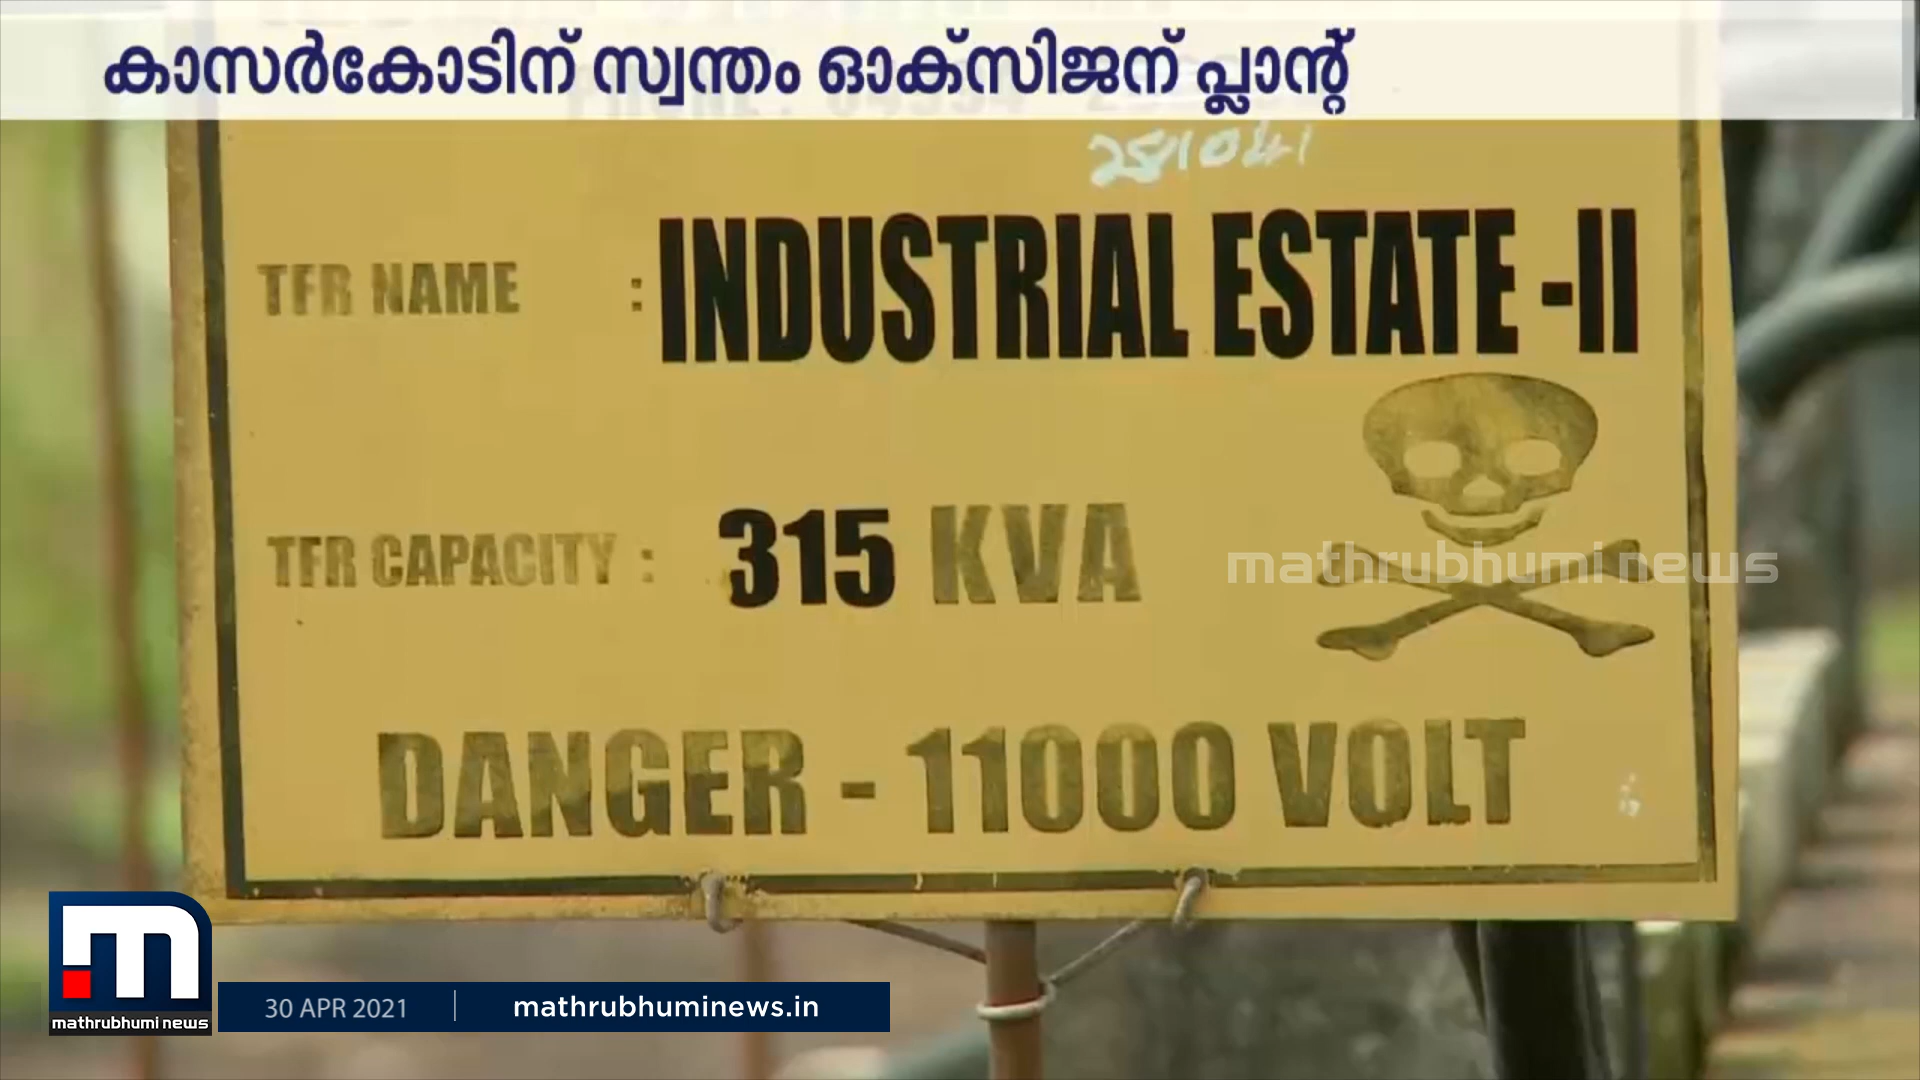 കാസർകോടിന് സ്വന്തം ഓക്സിജന് പ്ലാന്റ്
TFR NAME : INDUSTRIAL ESTATE -II
TFR CAPACITY : 315 KVA
mathrubhumi news
DANGER - 11000 VOLT
mathrubhumi news
30 APR 2021
mathrubhuminews.in